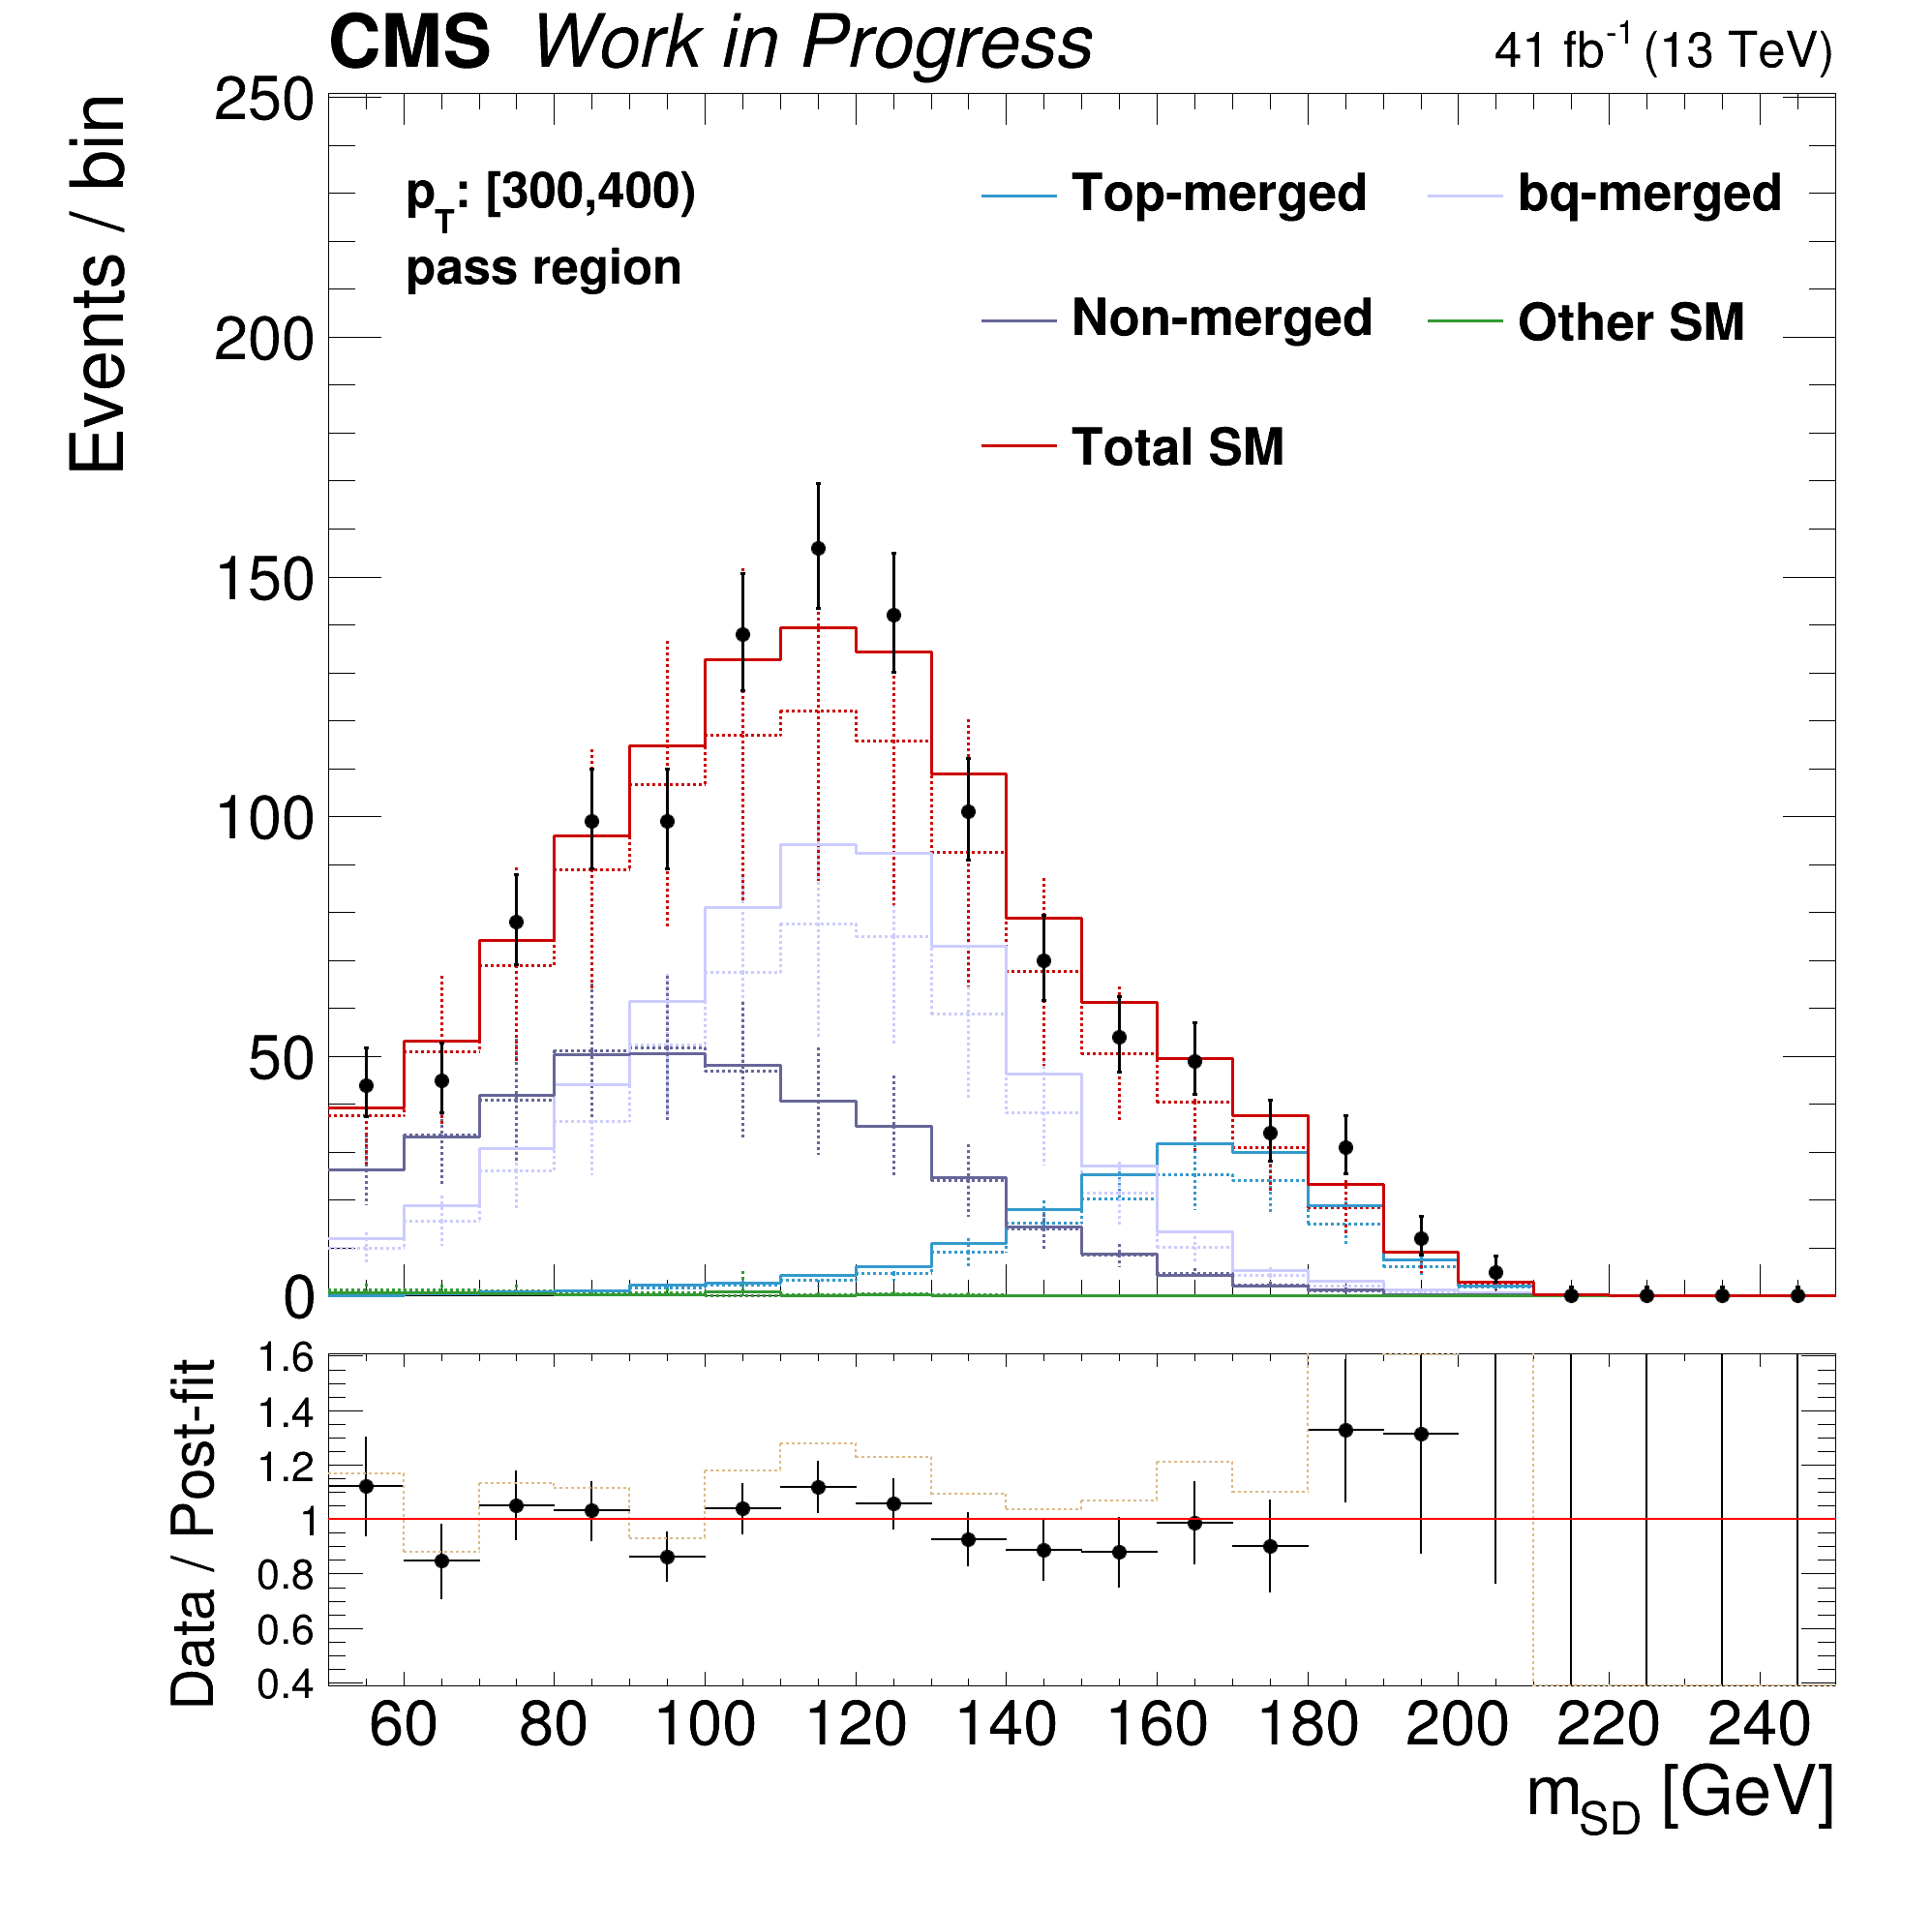 CMS Work in Progress
41 fb-1 (13 TeV)
Events / bin
250
200
150
100
50
0
pT: [300,400)
pass region
Top-merged
bq-merged
Non-merged
Other SM
Total SM
Data / Post-fit
1.6
1.4
1.2
1
0.8
0.6
0.4
60 80 100 120 140 160 180 200 220 240
mSD [GeV]